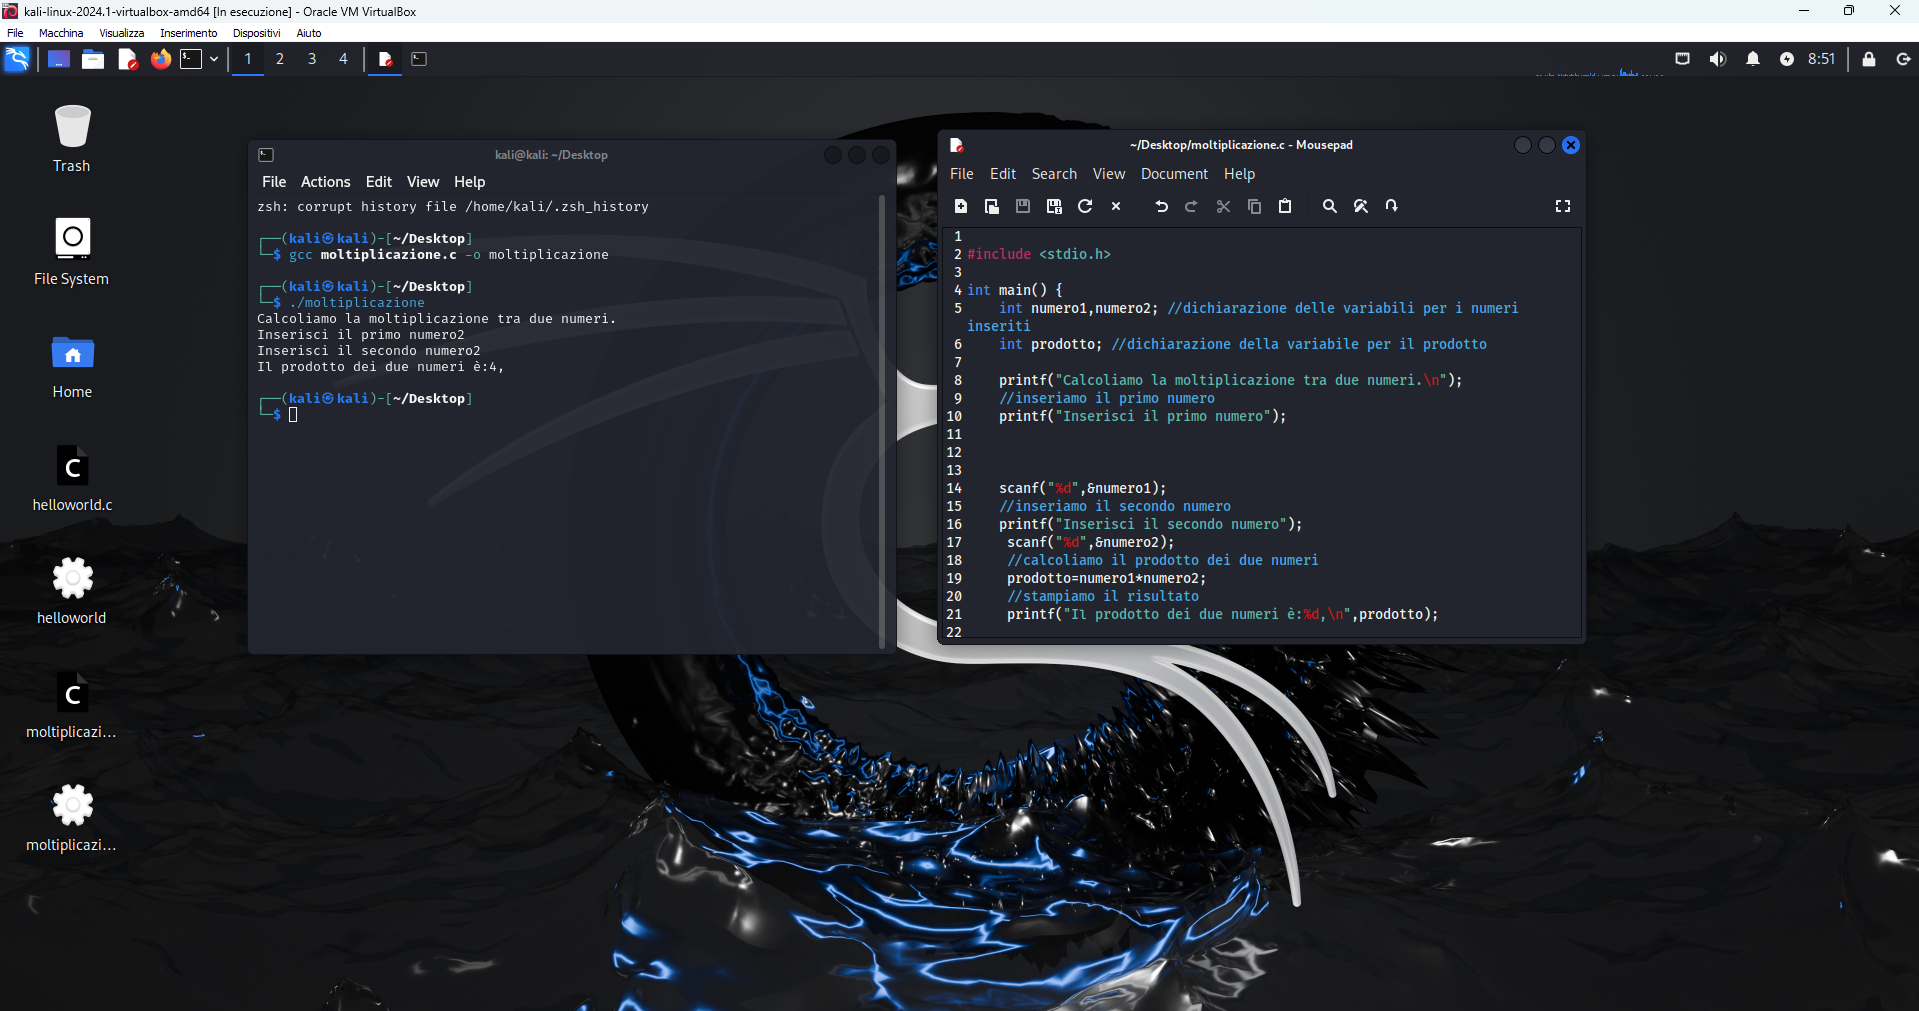 kali-linux-2024.1-virtualbox-amd64 [In esecuzione] - Oracle VM VirtualBox
File Macchina Visualizza Inserimento Dispositivi Aiuto
1 2 3 4 8:51
Trash
File System
Home
helloworld.c
helloworld
moltiplicazi...
moltiplicazi...
kali@kali: ~/Desktop
File Actions Edit View Help
zsh: corrupt history file /home/kali/.zsh_history
┌──(kali㉿kali)-[~/Desktop]
└─$ gcc moltiplicazione.c -o moltiplicazione
┌──(kali㉿kali)-[~/Desktop]
└─$ ./moltiplicazione
Calcoliamo la moltiplicazione tra due numeri.
Inserisci il primo numero2
Inserisci il secondo numero2
Il prodotto dei due numeri è:4,
┌──(kali㉿kali)-[~/Desktop]
└─$
~/Desktop/moltiplicazione.c - Mousepad
File Edit Search View Document Help
1
2 #include <stdio.h>
3
4 int main() {
5     int numero1,numero2; //dichiarazione delle variabili per i numeri
inseriti
6     int prodotto; //dichiarazione della variabile per il prodotto
7
8     printf("Calcoliamo la moltiplicazione tra due numeri.\n");
9     //inseriamo il primo numero
10     printf("Inserisci il primo numero");
11
12
13
14     scanf("%d",&numero1);
15     //inseriamo il secondo numero
16     printf("Inserisci il secondo numero");
17      scanf("%d",&numero2);
18      //calcoliamo il prodotto dei due numeri
19      prodotto=numero1*numero2;
20      //stampiamo il risultato
21      printf("Il prodotto dei due numeri è:%d,\n",prodotto);
22